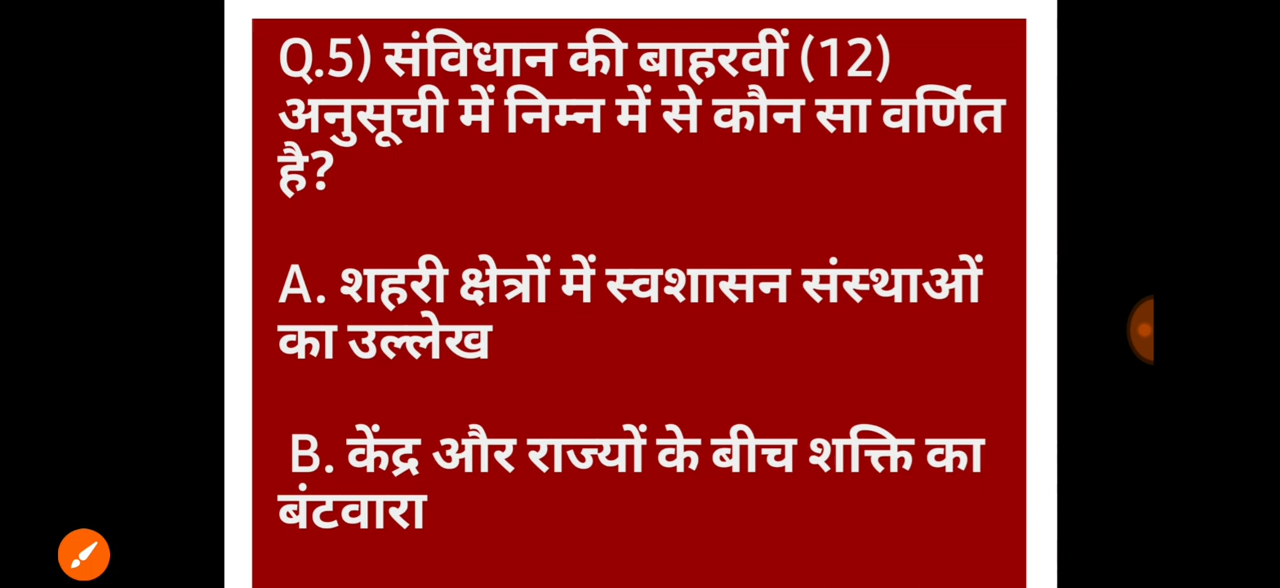 Q.5) संविधान की बाहरवीं (12)
अनुसूची में निम्न में से कौन सा वर्णित
है?
A. शहरी क्षेत्रों में स्वशासन संस्थाओं
का उल्लेख
B. केंद्र और राज्यों के बीच शक्ति का
बंटवारा